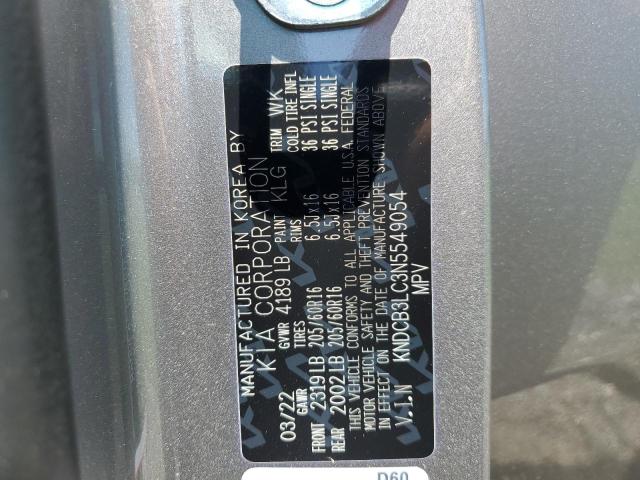 MANUFACTURED IN KOREA BY
KIA CORPORATION
03/22 GVWR 4189 LB PAINT KLG TRIM WK
GAWR TIRES RIMS COLD TIRE INFL
FRONT 2319 LB 205/60R16 6.5JX16 36 PSI SINGLE
REAR 2002 LB 205/60R16 6.5JX16 36 PSI SINGLE
THIS VEHICLE CONFORMS TO ALL APPLICABLE U.S.A. FEDERAL
MOTOR VEHICLE SAFETY AND THEFT PREVENTION STANDARDS
IN EFFECT ON THE DATE OF MANUFACTURE SHOWN ABOVE.
V.I.N KNDCB3LC3N5549054
MPV
D60